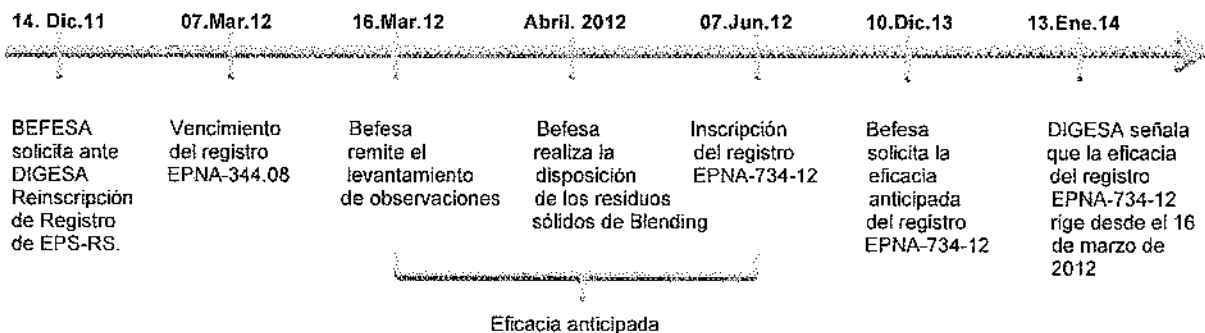 14. Dic.11
07.Mar.12
16.Mar.12
Abril. 2012
07.Jun.12
10.Dic.13
13.Ene.14
BEFESA
solicita ante
DIGESA
Reinscripción
de Registro
de EPS-RS.
Vencimiento
del registro
EPNA-344.08
Befesa
remite el
levantamiento
de observaciones
Befesa
realiza la
disposición
de los residuos
sólidos de Blending
Inscripción
del registro
EPNA-734-12
Befesa
solicita la
eficacia
anticipada
del registro
EPNA-734-12
DIGESA señala
que la eficacia
del registro
EPNA-734-12
rige desde el 16
de marzo de
2012
Eficacia anticipada